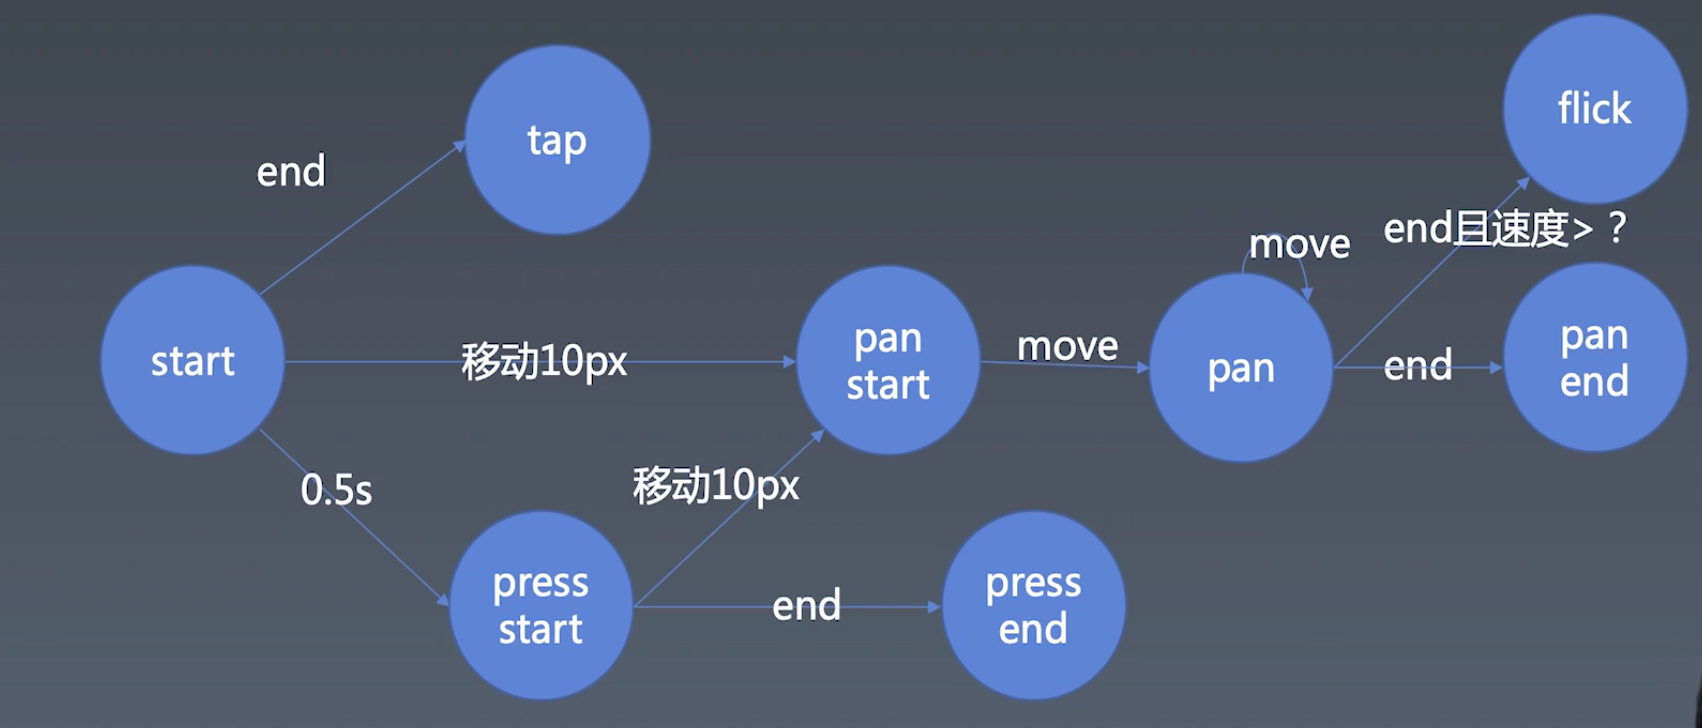 flick
tap
end
end且速度>？
move
start
移动10px
pan
start
move
pan
end
pan
end
0.5s
移动10px
press
start
end
press
end